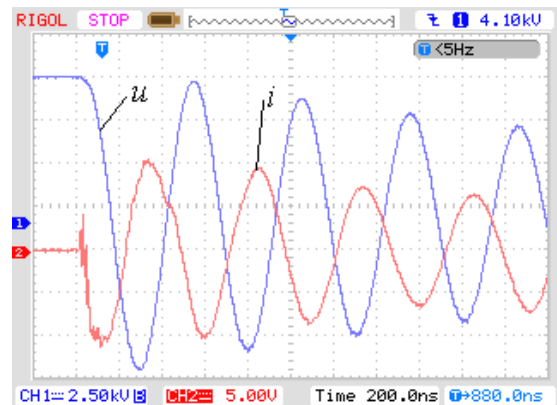 RIGOL STOP T T 1 4.10kV
T T <5Hz
u i
1
2
CH1 2.50kV B CH2 5.00V Time 200.0ns T→880.0ns